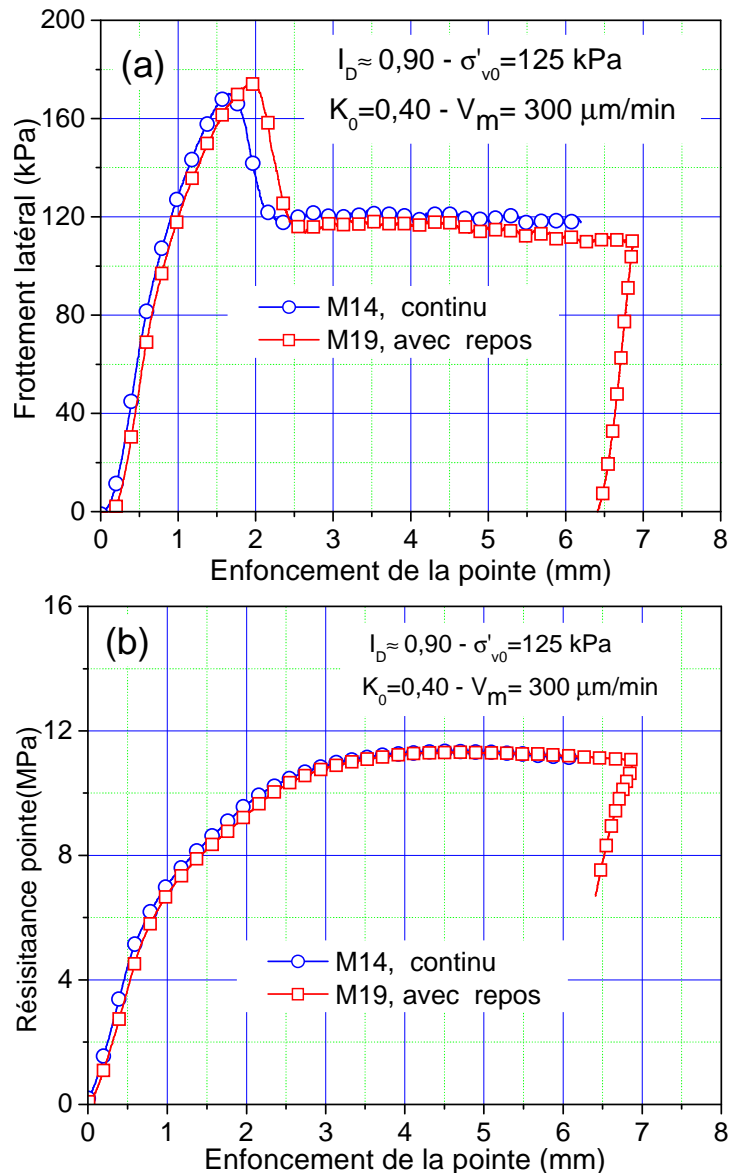 (a)
I_D≈ 0,90 - σ'_v0=125 kPa
K_0=0,40 - V_m= 300 µm/min
Frottement latéral (kPa)
200
160
120
80
40
0
M14, continu
M19, avec repos
0 1 2 3 4 5 6 7 8
Enfoncement de la pointe (mm)
(b)
I_D≈ 0,90 - σ'_v0=125 kPa
K_0=0,40 - V_m= 300 µm/min
Résisitaance pointe(MPa)
16
12
8
4
0
M14, continu
M19, avec repos
0 1 2 3 4 5 6 7 8
Enfoncement de la pointe (mm)